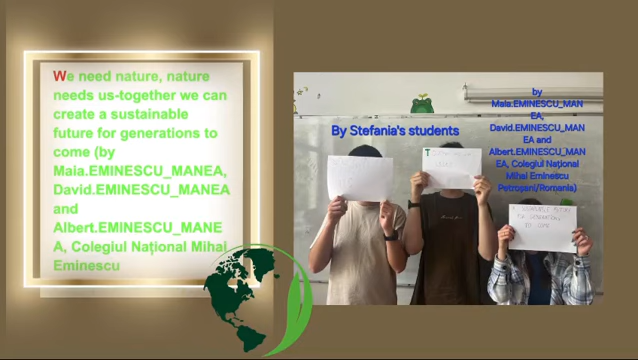 We need nature, nature
needs us-together we can
create a sustainable
future for generations to
come (by
Maia.EMINESCU_MANEA,
David.EMINESCU_MANEA
and
Albert.EMINESCU_MANE
A, Colegiul Național Mihai
Eminescu
By Stefania's students
by
Maia.EMINESCU_MAN
EA,
David.EMINESCU_MAN
EA and
Albert.EMINESCU_MAN
EA, Colegiul Național
Mihai Eminescu
Petroșani/Romania)
TO COME